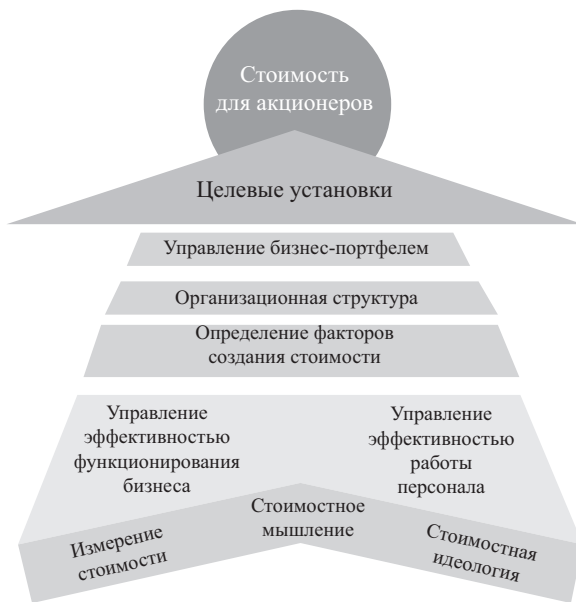 Стоимость
для акционеров
Целевые установки
Управление бизнес-портфелем
Организационная структура
Определение факторов
создания стоимости
Управление
эффективностью
функционирования
бизнеса
Управление
эффективностью
работы
персонала
Измерение
стоимости
Стоимостное
мышление
Стоимостная
идеология